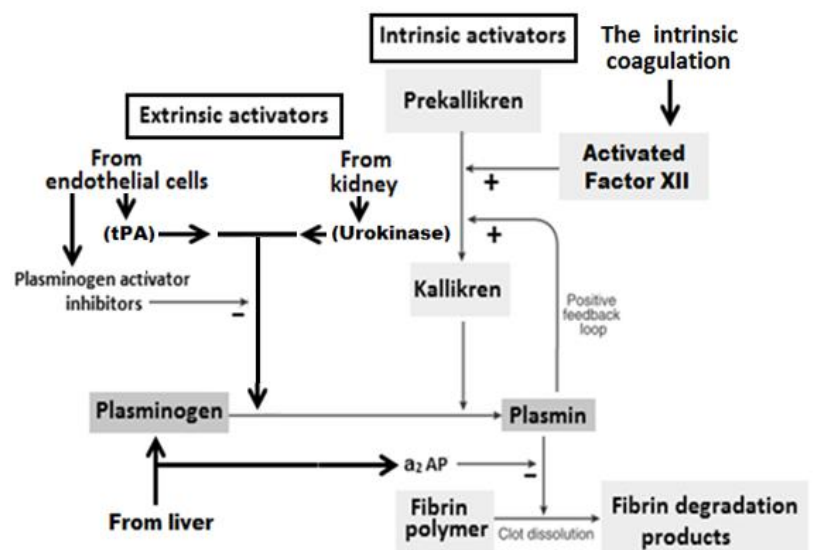 Intrinsic activators
The intrinsic
coagulation
Prekallikren
Extrinsic activators
Activated
Factor XII
From
endothelial cells
From
kidney
+
(tPA)
(Urokinase)
+
Plasminogen activator
inhibitors
-
Kallikren
Positive
feedback
loop
Plasminogen
Plasmin
a₂ AP
-
From liver
Fibrin
polymer
Clot dissolution
Fibrin degradation
products